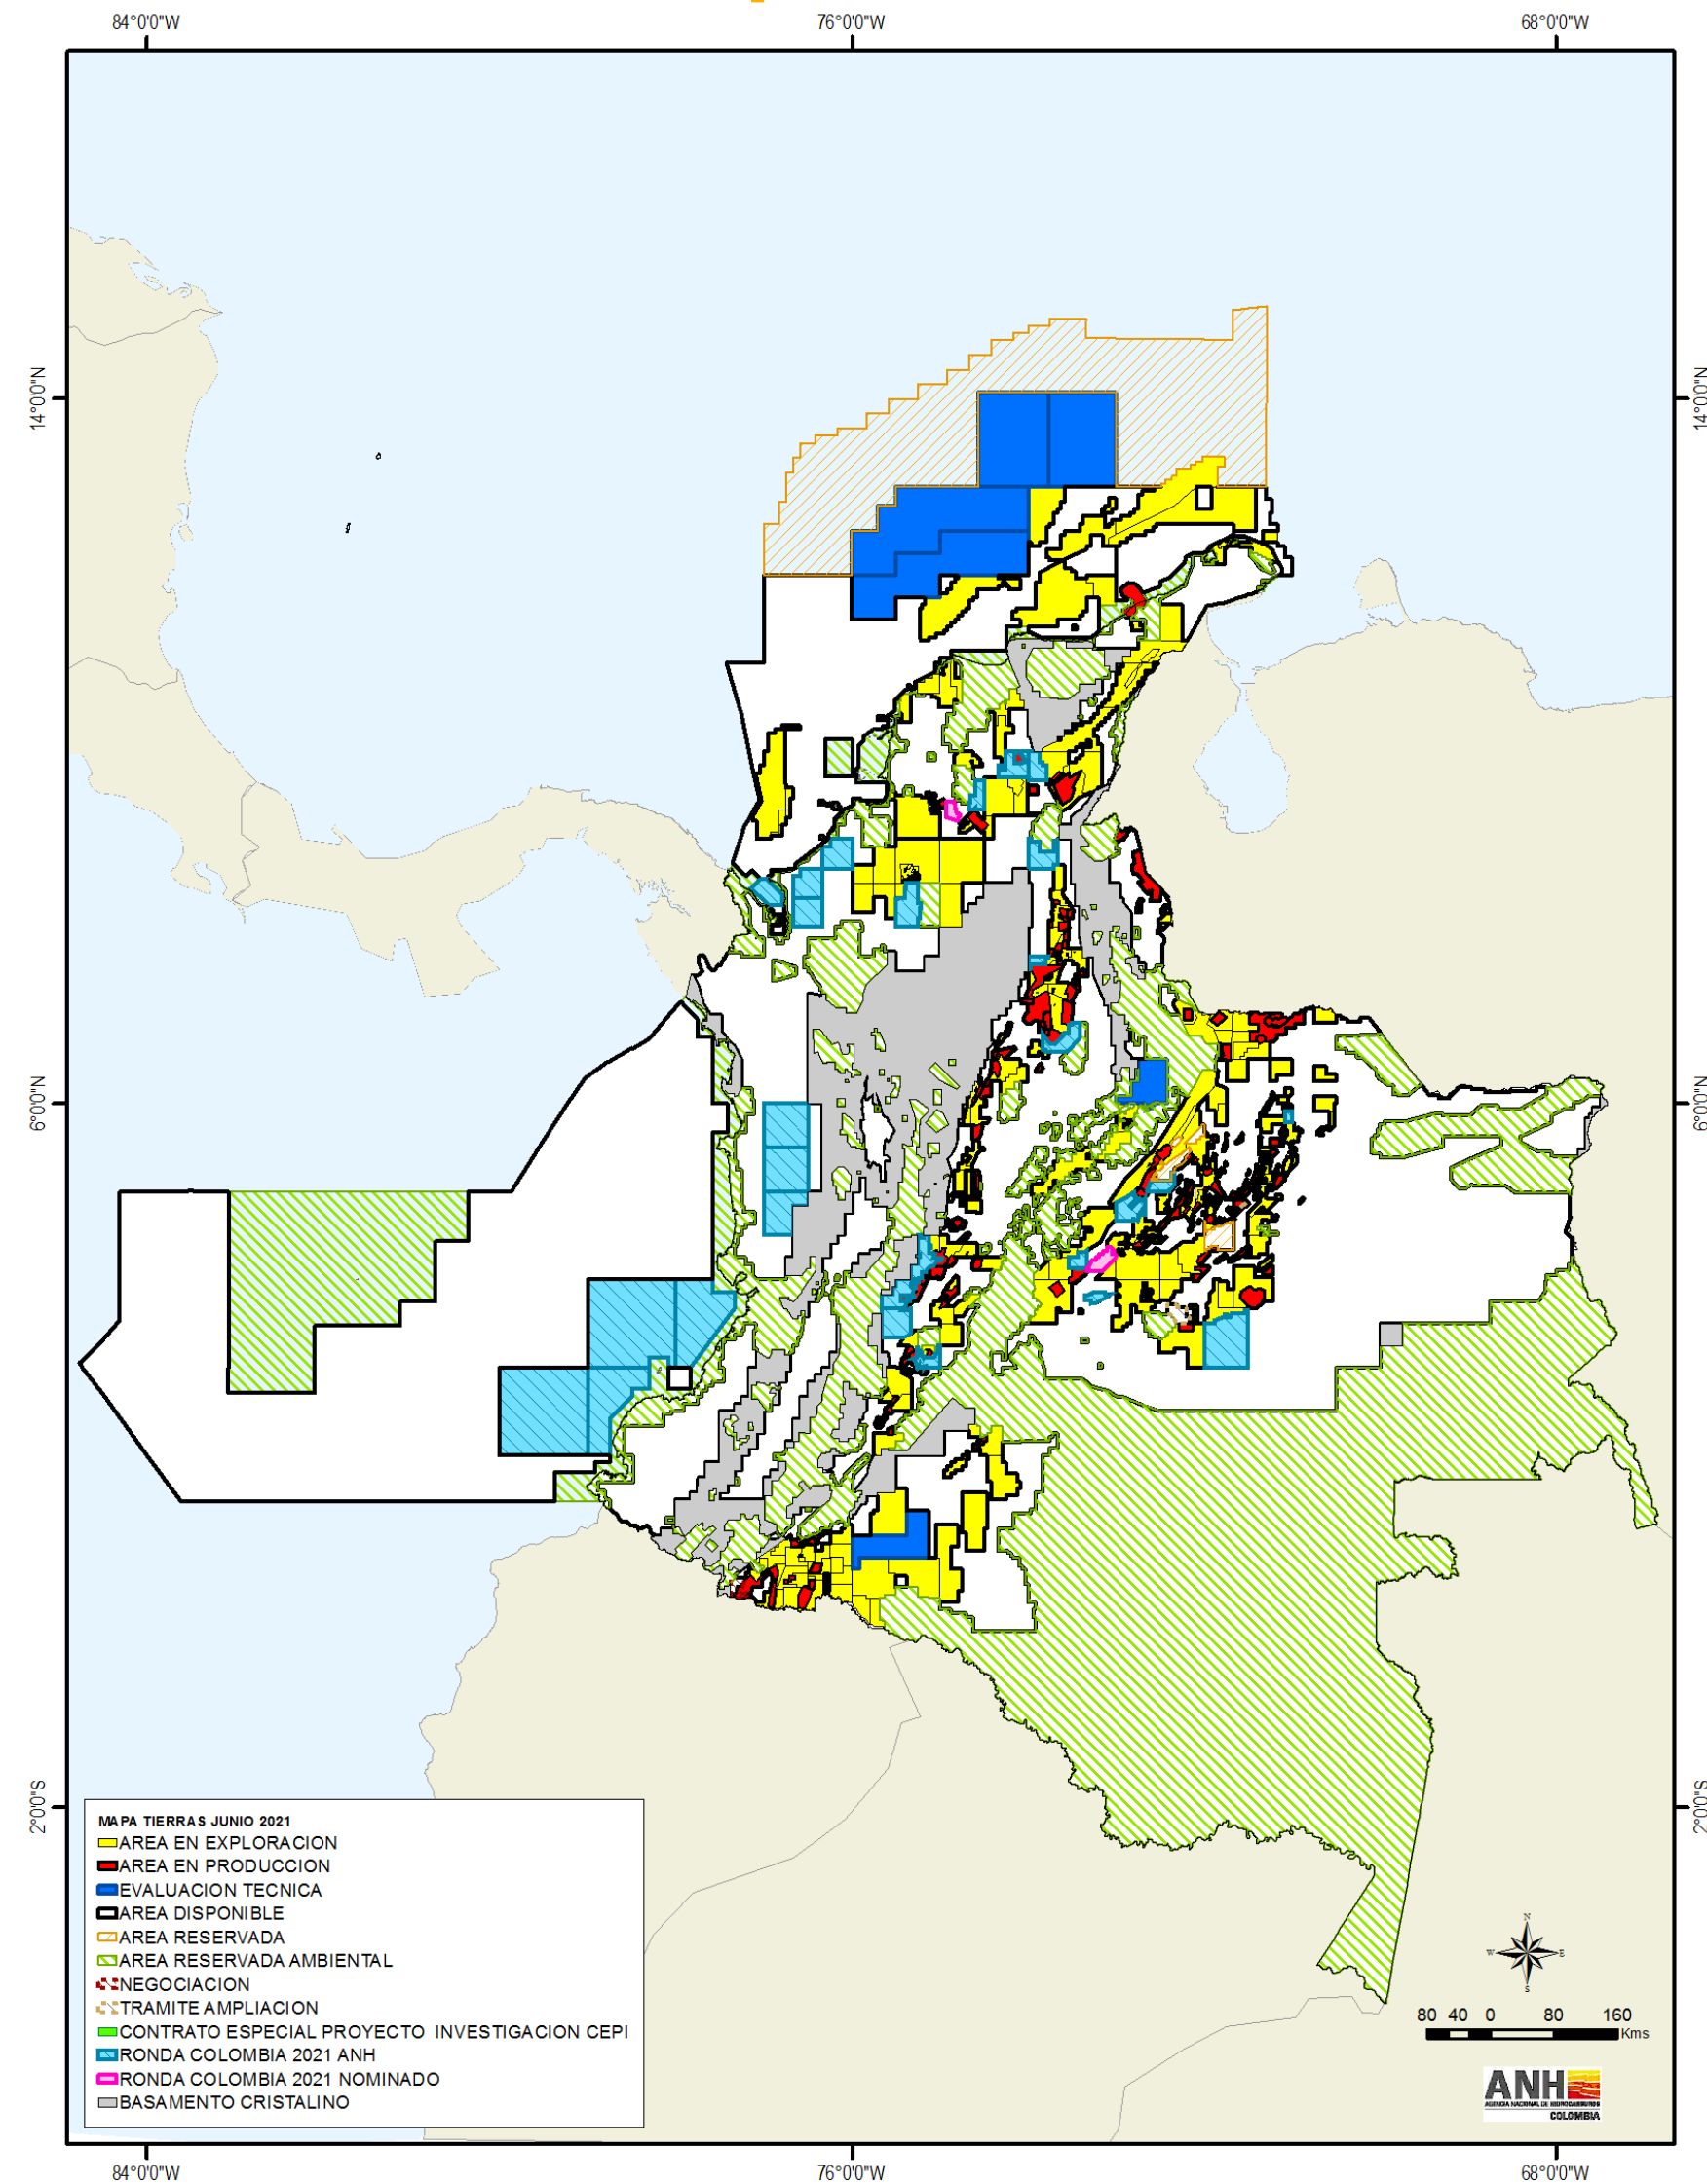 84°0'0"W 76°0'0"W 68°0'0"W
14°0'0"N 14°0'0"N
6°0'0"N 6°0'0"N
2°0'0"S 2°0'0"S
MAPA TIERRAS JUNIO 2021
AREA EN EXPLORACION
AREA EN PRODUCCION
EVALUACION TECNICA
AREA DISPONIBLE
AREA RESERVADA
AREA RESERVADA AMBIENTAL
NEGOCIACION
TRAMITE AMPLIACION
CONTRATO ESPECIAL PROYECTO INVESTIGACION CEPI
RONDA COLOMBIA 2021 ANH
RONDA COLOMBIA 2021 NOMINADO
BASAMENTO CRISTALINO
N
W E
S
80 40 0 80 160
Kms
ANH
AGENCIA NACIONAL DE HIDROCARBUROS
COLOMBIA
84°0'0"W 76°0'0"W 68°0'0"W